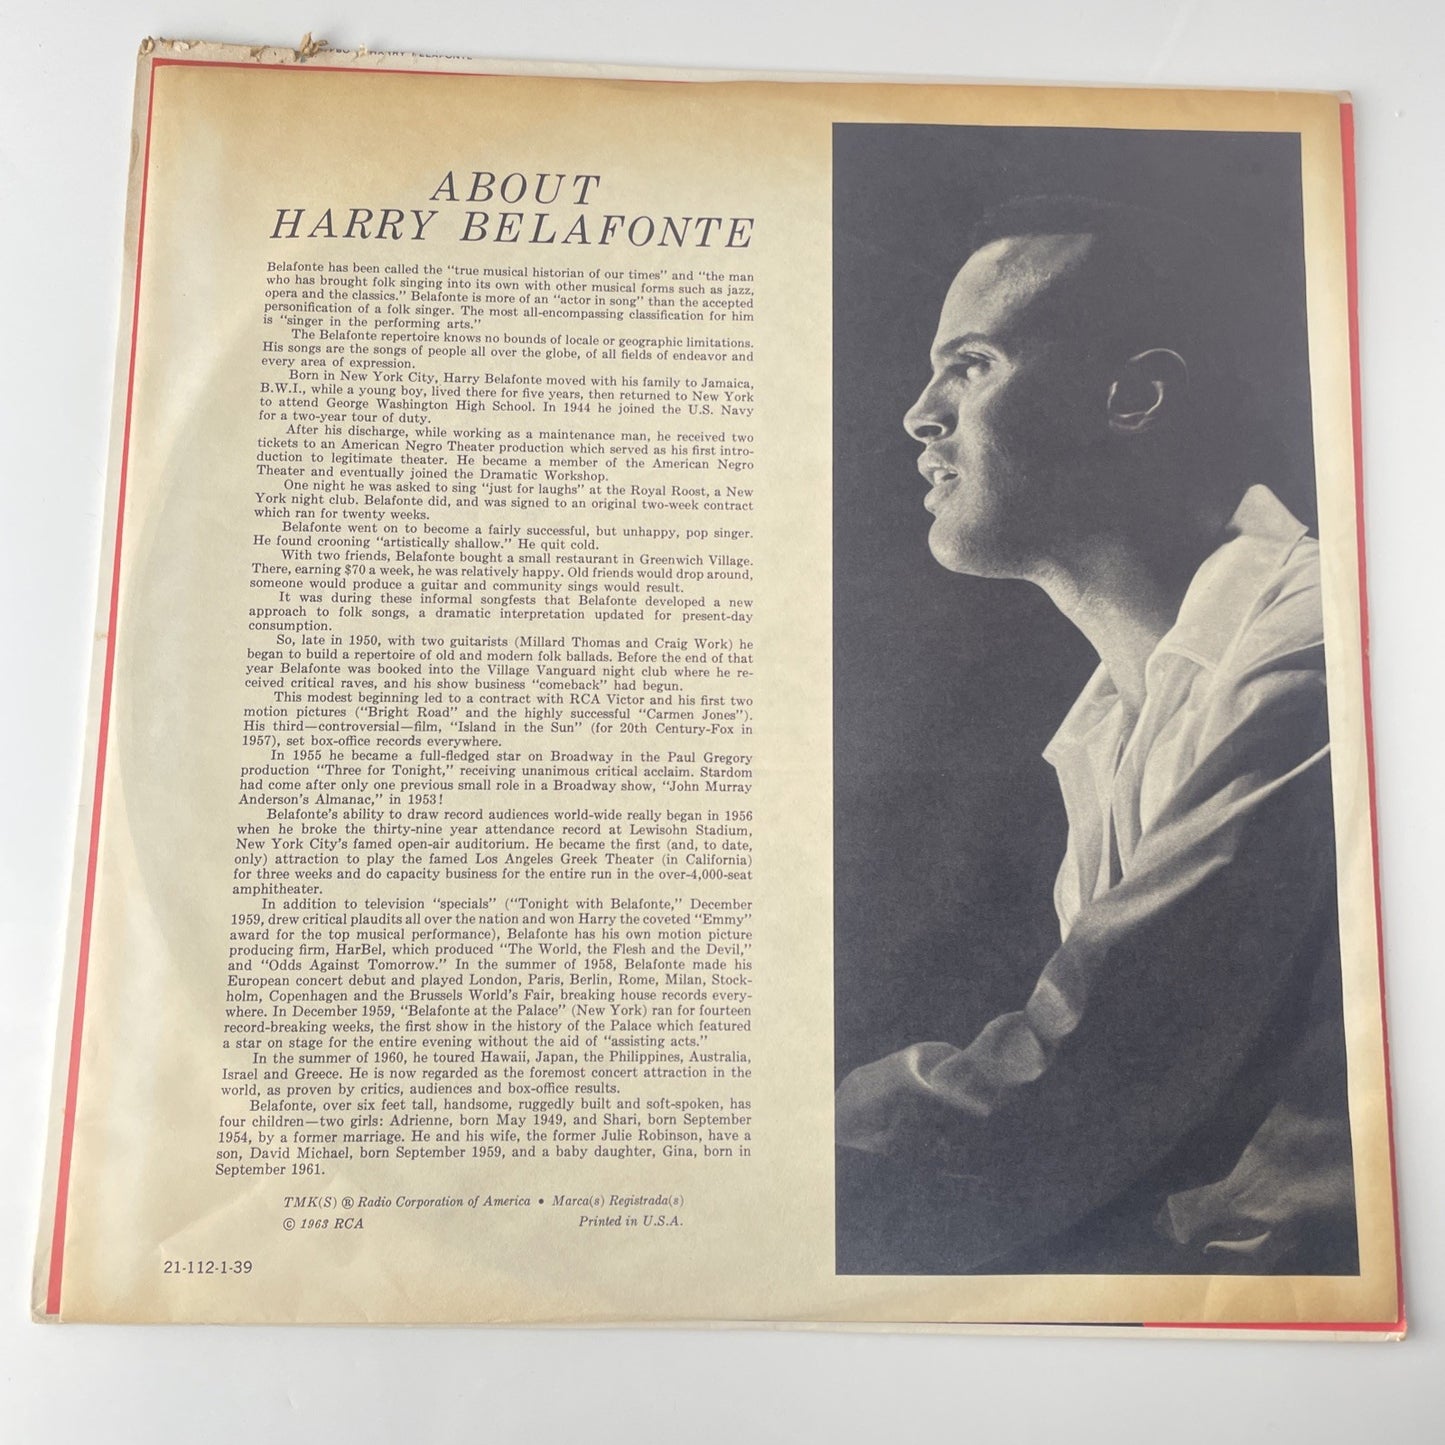 HARRY BELAFONTE
ABOUT
HARRY BELAFONTE
Belafonte has been called the "true musical historian of our times" and "the man
who has brought folk singing into its own with other musical forms such as jazz,
opera and the classics." Belafonte is more of an "actor in song" than the accepted
personification of a folk singer. The most all-encompassing classification for him
is "singer in the performing arts."
The Belafonte repertoire knows no bounds of locale or geographic limitations.
His songs are the songs of people all over the globe, of all fields of endeavor and
every area of expression.
Born in New York City, Harry Belafonte moved with his family to Jamaica,
B.W.I., while a young boy, lived there for five years, then returned to New York
to attend George Washington High School. In 1944 he joined the U.S. Navy
for a two-year tour of duty.
After his discharge, while working as a maintenance man, he received two
tickets to an American Negro Theater production which served as his first intro-
duction to legitimate theater. He became a member of the American Negro
Theater and eventually joined the Dramatic Workshop.
One night he was asked to sing "just for laughs" at the Royal Roost, a New
York night club. Belafonte did, and was signed to an original two-week contract
which ran for twenty weeks.
Belafonte went on to become a fairly successful, but unhappy, pop singer.
He found crooning "artistically shallow." He quit cold.
With two friends, Belafonte bought a small restaurant in Greenwich Village.
There, earning $70 a week, he was relatively happy. Old friends would drop around,
someone would produce a guitar and community sings would result.
It was during these informal songfests that Belafonte developed a new
approach to folk songs, a dramatic interpretation updated for present-day
consumption.
So, late in 1950, with two guitarists (Millard Thomas and Craig Work) he
began to build a repertoire of old and modern folk ballads. Before the end of that
year Belafonte was booked into the Village Vanguard night club where he re-
ceived critical raves, and his show business "comeback" had begun.
This modest beginning led to a contract with RCA Victor and his first two
motion pictures ("Bright Road" and the highly successful "Carmen Jones").
His third—controversial—film, "Island in the Sun" (for 20th Century-Fox in
1957), set box-office records everywhere.
In 1955 he became a full-fledged star on Broadway in the Paul Gregory
production "Three for Tonight," receiving unanimous critical acclaim. Stardom
had come after only one previous small role in a Broadway show, "John Murray
Anderson's Almanac," in 1953!
Belafonte's ability to draw record audiences world-wide really began in 1956
when he broke the thirty-nine year attendance record at Lewisohn Stadium,
New York City's famed open-air auditorium. He became the first (and, to date,
only) attraction to play the famed Los Angeles Greek Theater (in California)
for three weeks and do capacity business for the entire run in the over-4,000-seat
amphitheater.
In addition to television "specials" ("Tonight with Belafonte," December
1959, drew critical plaudits all over the nation and won Harry the coveted "Emmy"
award for the top musical performance), Belafonte has his own motion picture
producing firm, HarBel, which produced "The World, the Flesh and the Devil,"
and "Odds Against Tomorrow." In the summer of 1958, Belafonte made his
European concert debut and played London, Paris, Berlin, Rome, Milan, Stock-
holm, Copenhagen and the Brussels World's Fair, breaking house records every-
where. In December 1959, "Belafonte at the Palace" (New York) ran for fourteen
record-breaking weeks, the first show in the history of the Palace which featured
a star on stage for the entire evening without the aid of "assisting acts."
In the summer of 1960, he toured Hawaii, Japan, the Philippines, Australia,
Israel and Greece. He is now regarded as the foremost concert attraction in the
world, as proven by critics, audiences and box-office results.
Belafonte, over six feet tall, handsome, ruggedly built and soft-spoken, has
four children—two girls: Adrienne, born May 1949, and Shari, born September
1954, by a former marriage. He and his wife, the former Julie Robinson, have a
son, David Michael, born September 1959, and a baby daughter, Gina, born in
September 1961.
TMK(S) ® Radio Corporation of America • Marca(s) Registrada(s)
© 1963 RCA Printed in U.S.A.
21-112-1-39